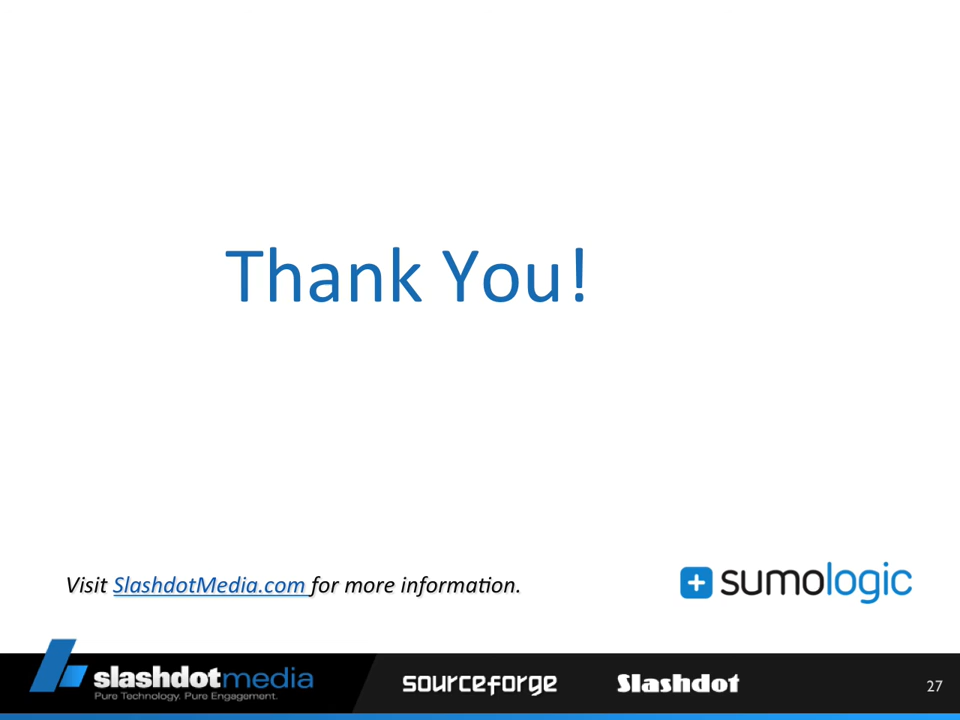 Thank You!
Visit SlashdotMedia.com for more information.
sumologic
slashdotmedia
Pure Technology. Pure Engagement.
sourceforge
Slashdot
27